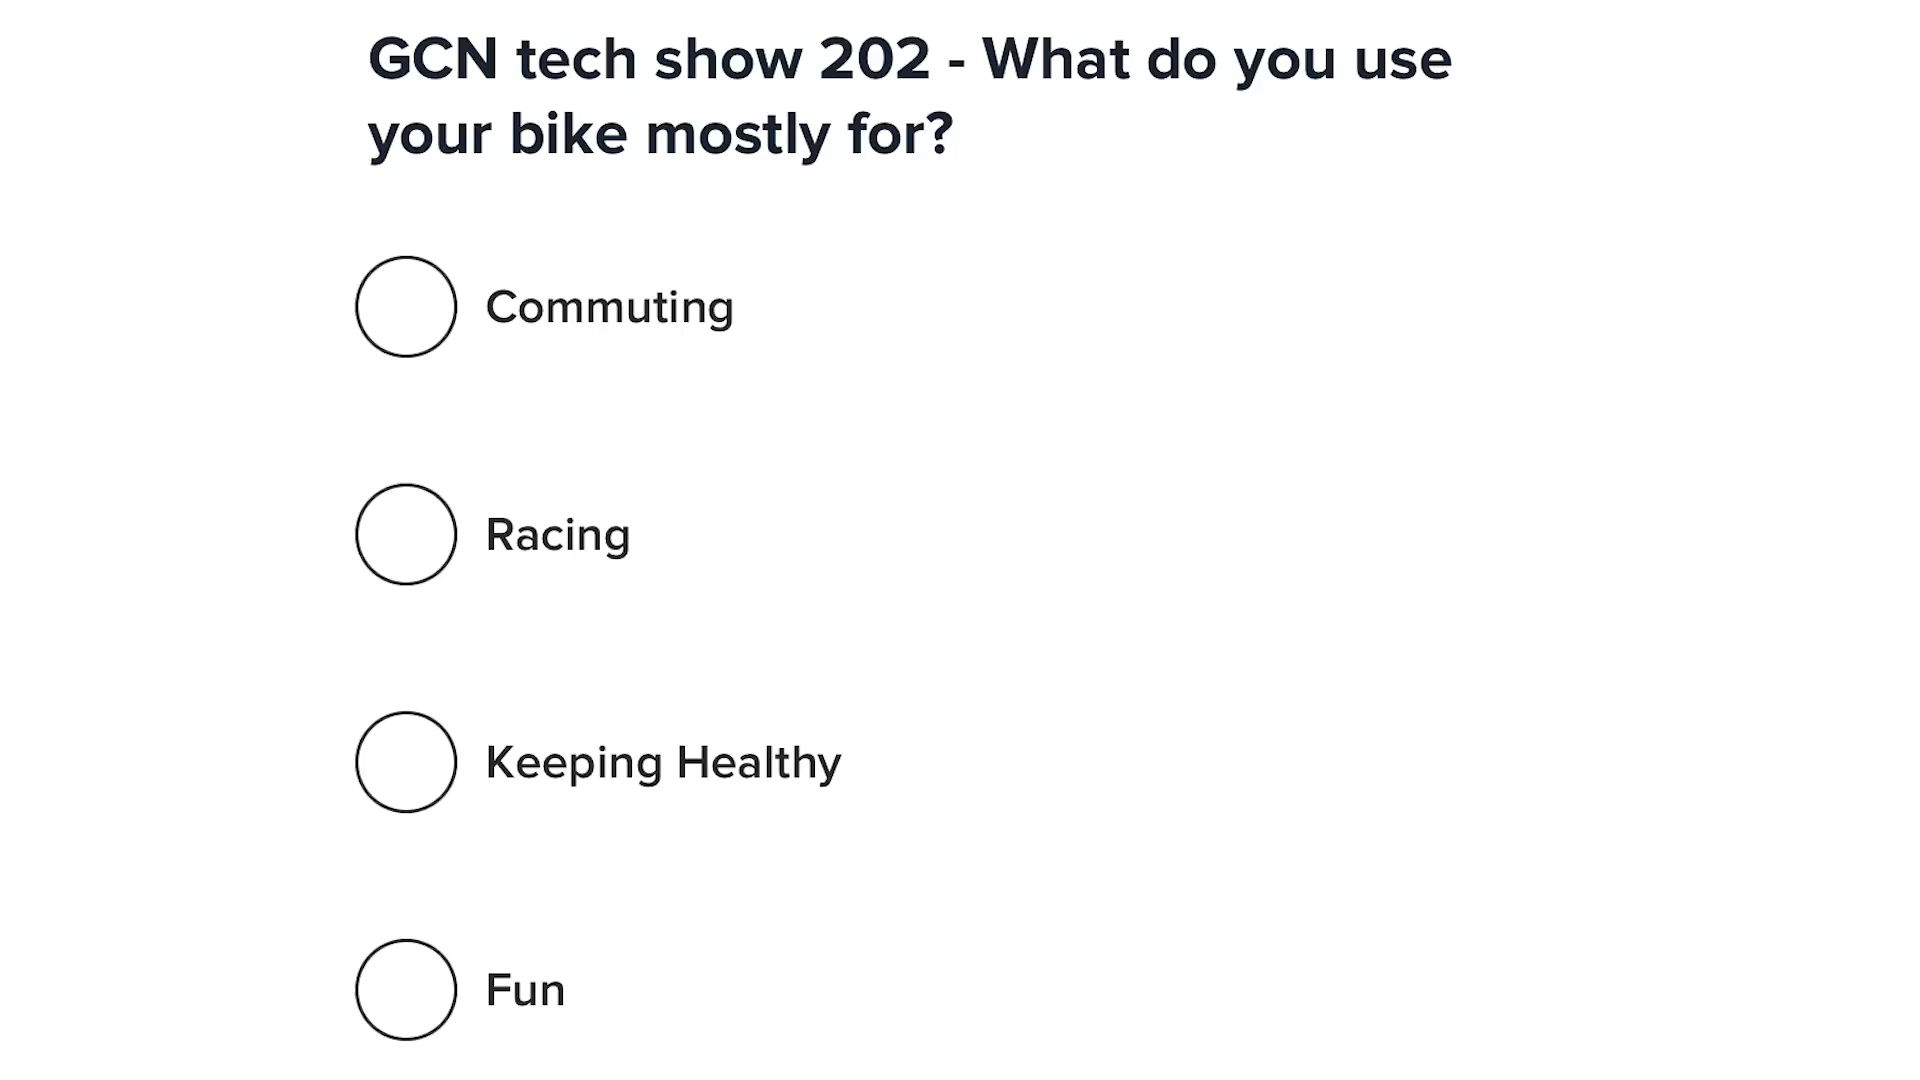 GCN tech show 202 - What do you use
your bike mostly for?
Commuting
Racing
Keeping Healthy
Fun